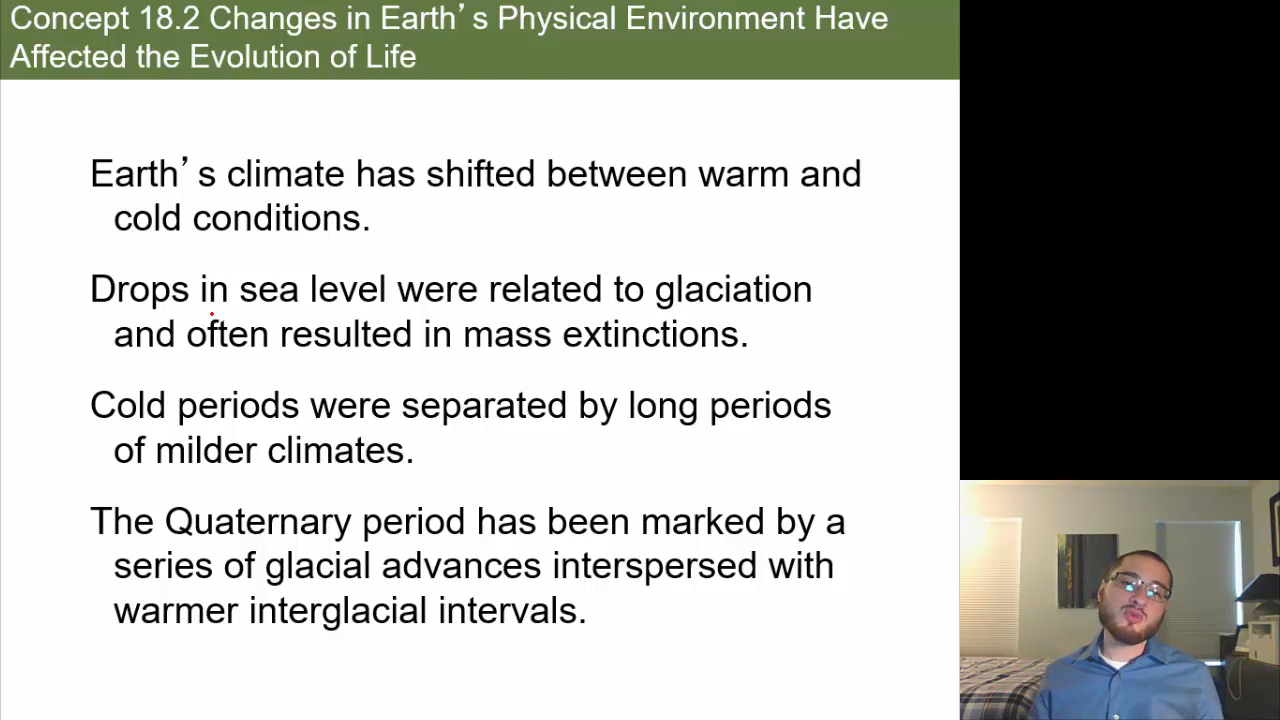 Concept 18.2 Changes in Earth’s Physical Environment Have
Affected the Evolution of Life
Earth’s climate has shifted between warm and
cold conditions.
Drops in sea level were related to glaciation
and often resulted in mass extinctions.
Cold periods were separated by long periods
of milder climates.
The Quaternary period has been marked by a
series of glacial advances interspersed with
warmer interglacial intervals.